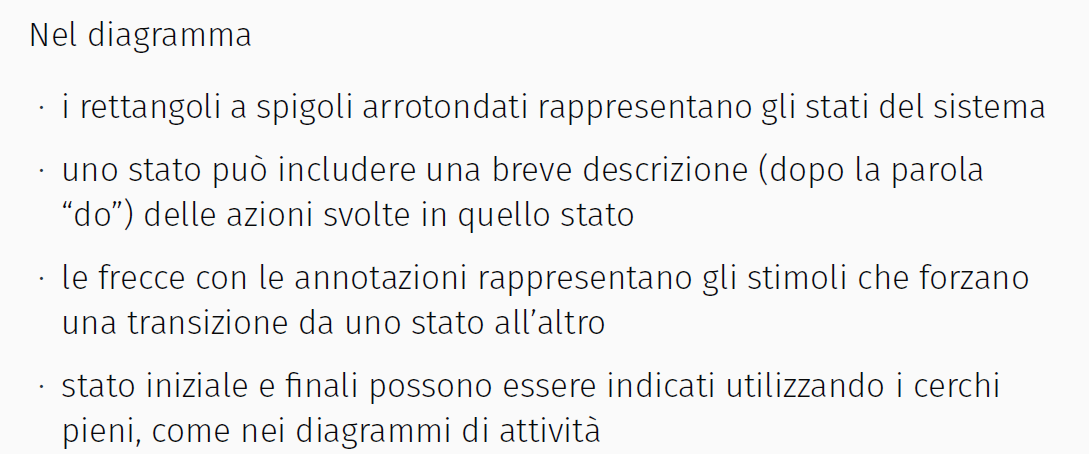 Nel diagramma
· i rettangoli a spigoli arrotondati rappresentano gli stati del sistema
· uno stato può includere una breve descrizione (dopo la parola
“do”) delle azioni svolte in quello stato
· le frecce con le annotazioni rappresentano gli stimoli che forzano
una transizione da uno stato all’altro
· stato iniziale e finali possono essere indicati utilizzando i cerchi
pieni, come nei diagrammi di attività